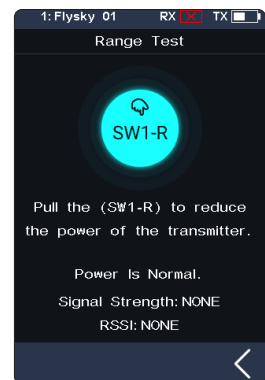 1: Flysky 01 RX TX
Range Test
SW1-R
Pull the (SW1-R) to reduce
the power of the transmitter.
Power Is Normal.
Signal Strength: NONE
RSSI: NONE